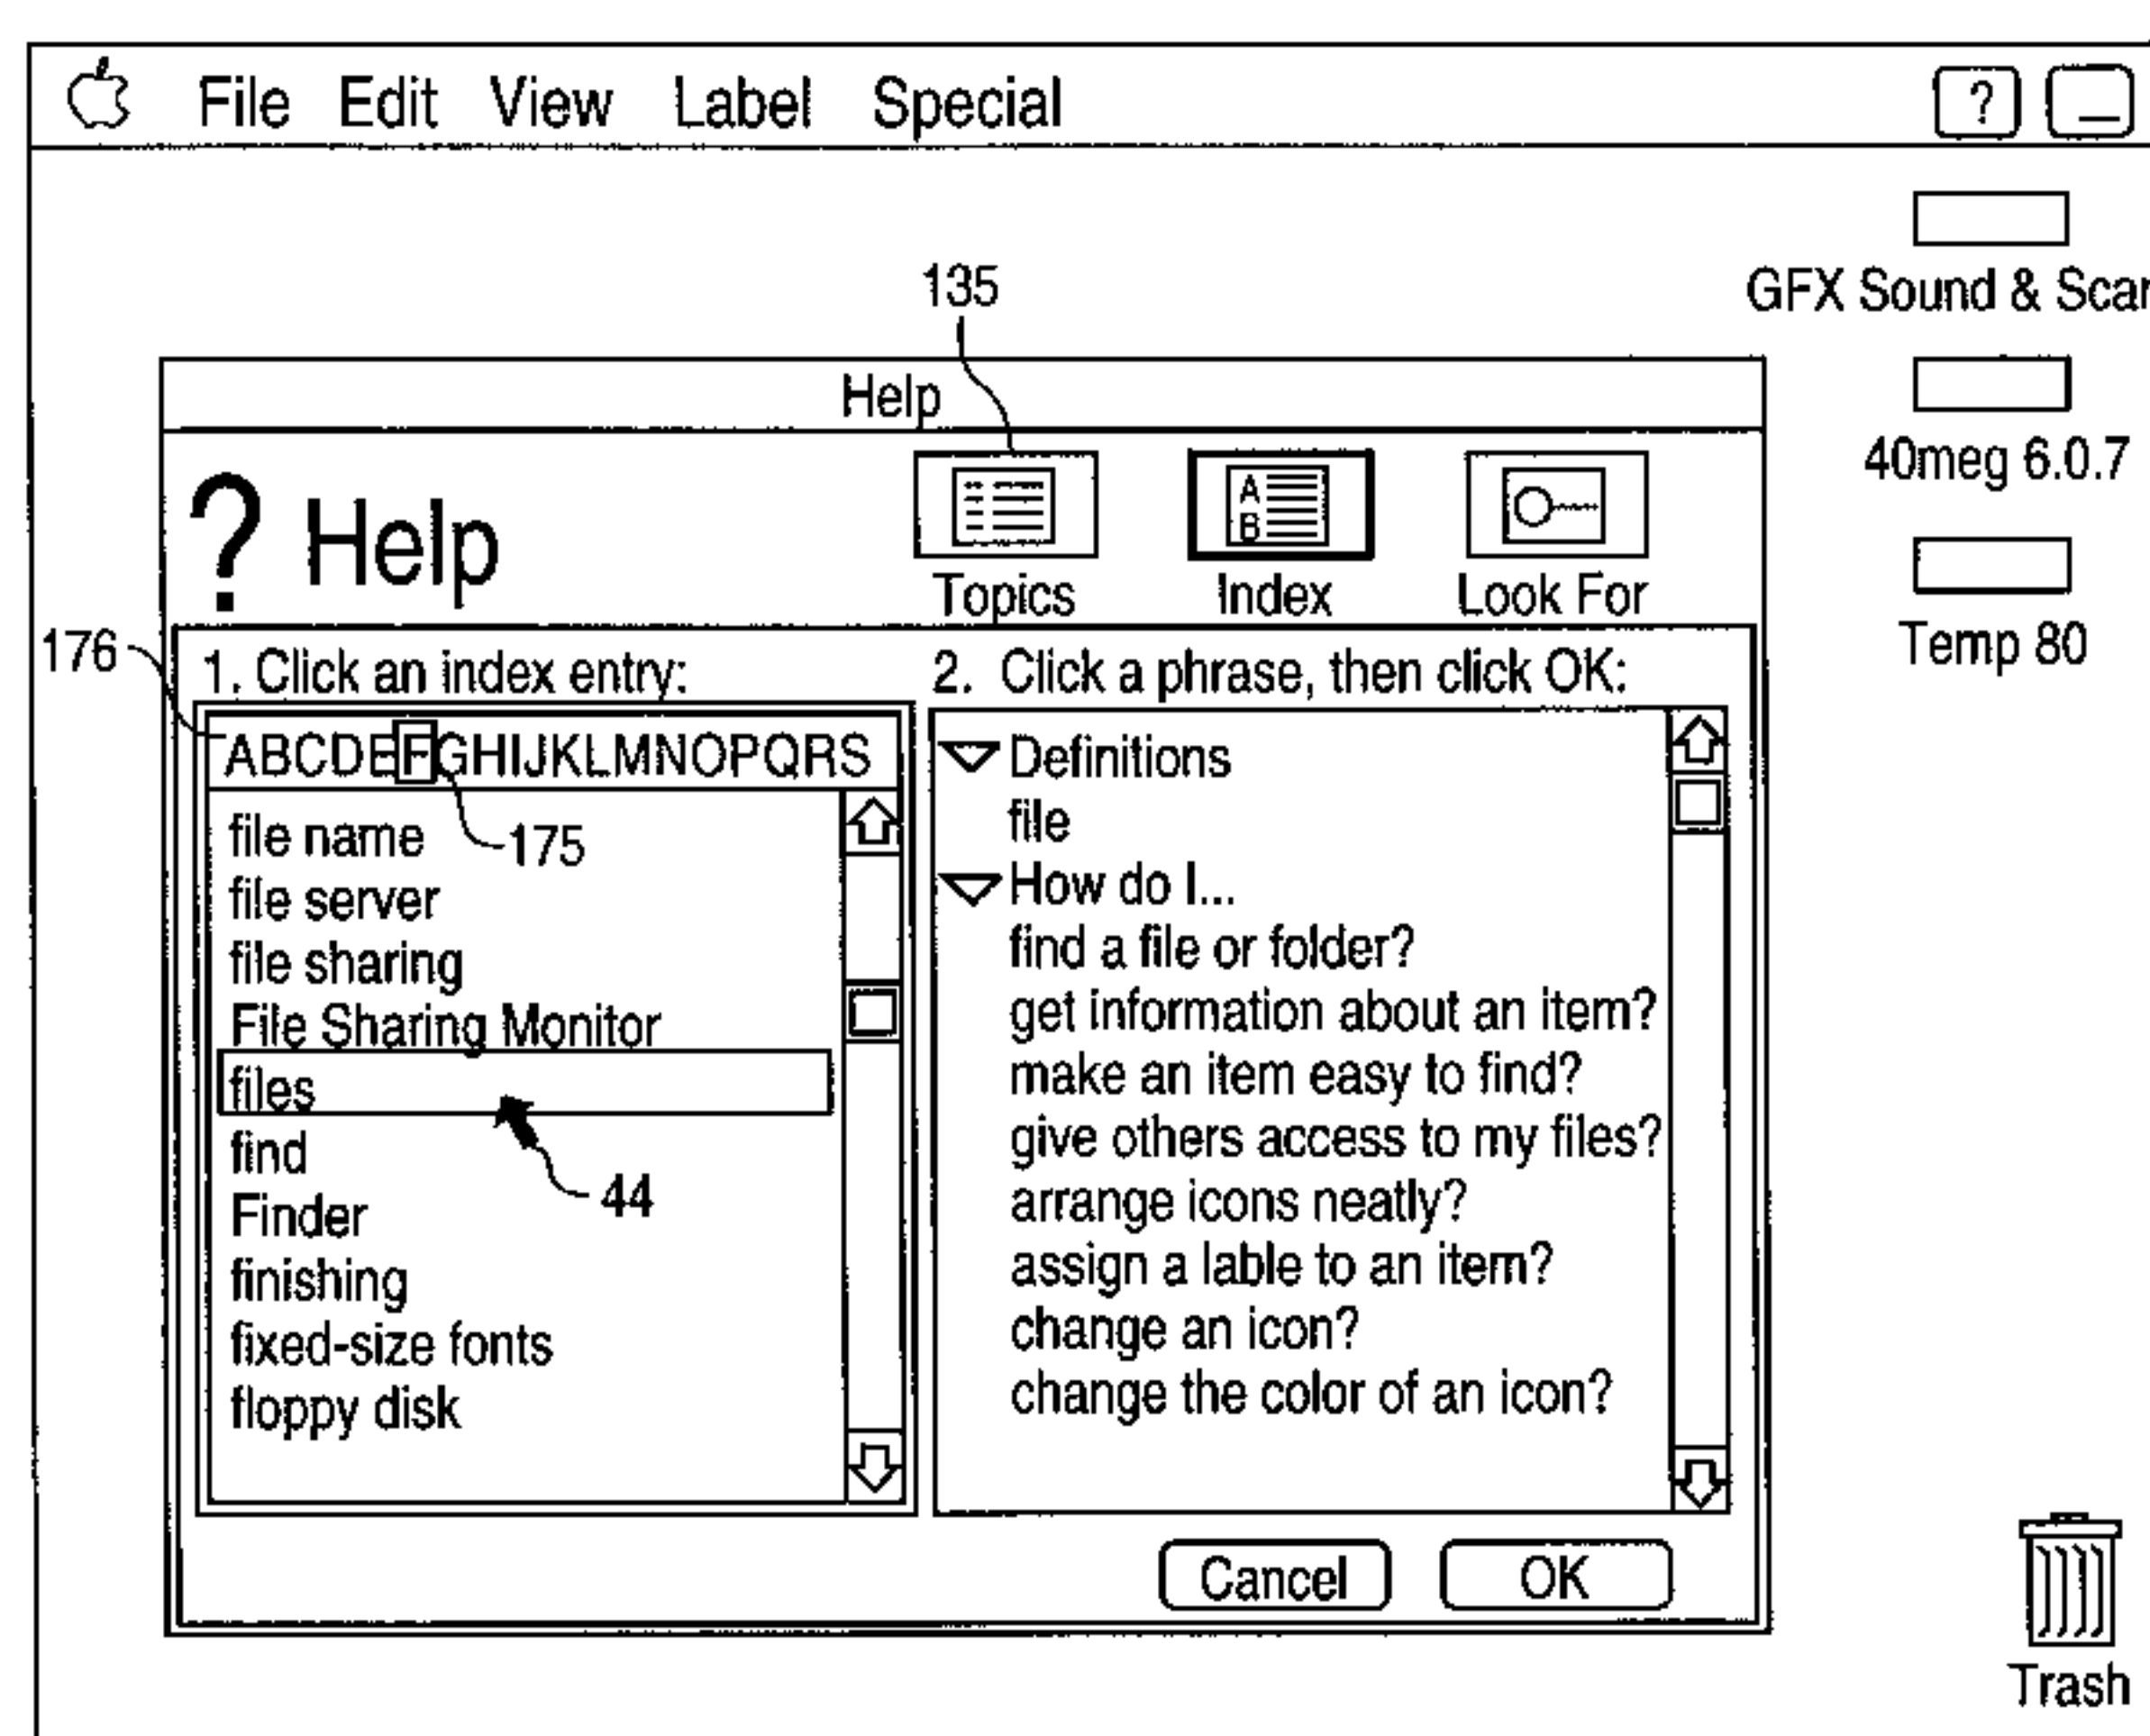 File Edit View Label Special ?
GFX Sound & Scan
135
Help
40meg 6.0.7
? Help
A
B
Topics Index Look For
Temp 80
176
1. Click an index entry:
2. Click a phrase, then click OK:
ABCDEFGHIJKLMNOPQRS
175
file name
file server
file sharing
File Sharing Monitor
files
44
find
Finder
finishing
fixed-size fonts
floppy disk
Definitions
file
How do I...
find a file or folder?
get information about an item?
make an item easy to find?
give others access to my files?
arrange icons neatly?
assign a lable to an item?
change an icon?
change the color of an icon?
Cancel OK
Trash